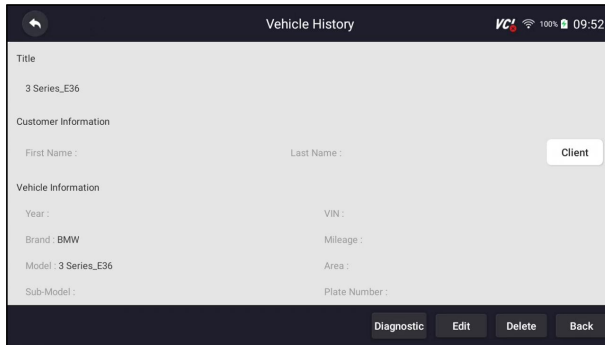 Vehicle History VCI 100% 09:52
Title
3 Series_E36
Customer Information
First Name : Last Name : Client
Vehicle Information
Year : VIN :
Brand : BMW Mileage :
Model : 3 Series_E36 Area :
Sub-Model : Plate Number :
Diagnostic Edit Delete Back